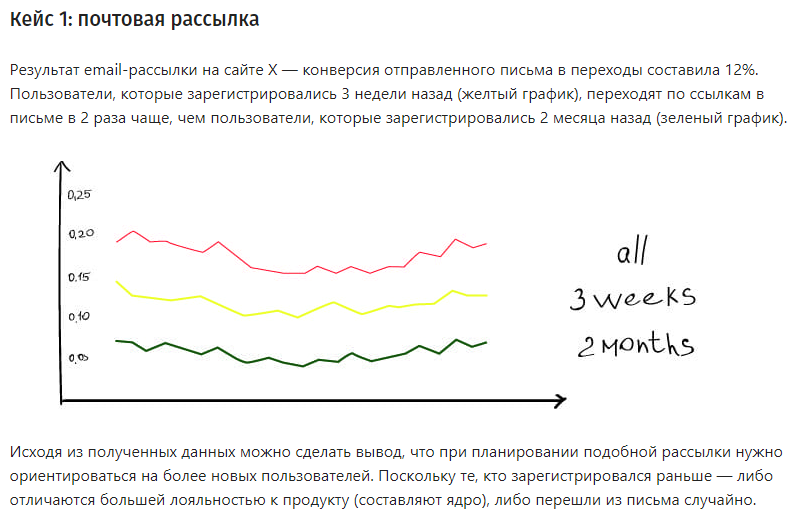 Кейс 1: почтовая рассылка
Результат email-рассылки на сайте X — конверсия отправленного письма в переходы составила 12%.
Пользователи, которые зарегистрировались 3 недели назад (желтый график), переходят по ссылкам в
письме в 2 раза чаще, чем пользователи, которые зарегистрировались 2 месяца назад (зеленый график).
0,25
0,20
0,15
0,10
0,05
all
3 weeks
2 months
Исходя из полученных данных можно сделать вывод, что при планировании подобной рассылки нужно
ориентироваться на более новых пользователей. Поскольку те, кто зарегистрировался раньше — либо
отличаются большей лояльностью к продукту (составляют ядро), либо перешли из письма случайно.